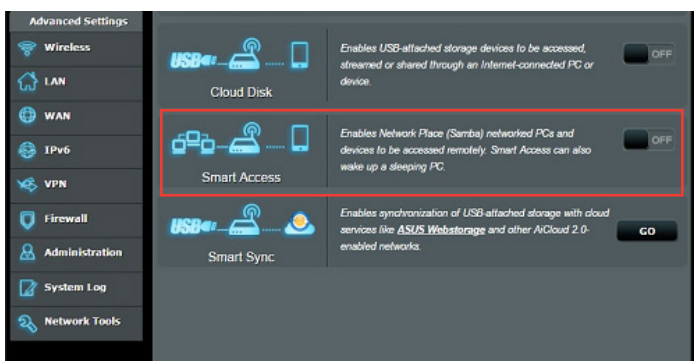 Advanced Settings
Wireless
LAN
WAN
IPv6
VPN
Firewall
Administration
System Log
Network Tools
USB
Cloud Disk
Enables USB-attached storage devices to be accessed,
streamed or shared through an Internet-connected PC or
device.
OFF
Smart Access
Enables Network Place (Samba) networked PCs and
devices to be accessed remotely. Smart Access can also
wake up a sleeping PC.
OFF
USB
Smart Sync
Enables synchronization of USB-attached storage with cloud
services like ASUS Webstorage and other AiCloud 2.0-
enabled networks.
GO